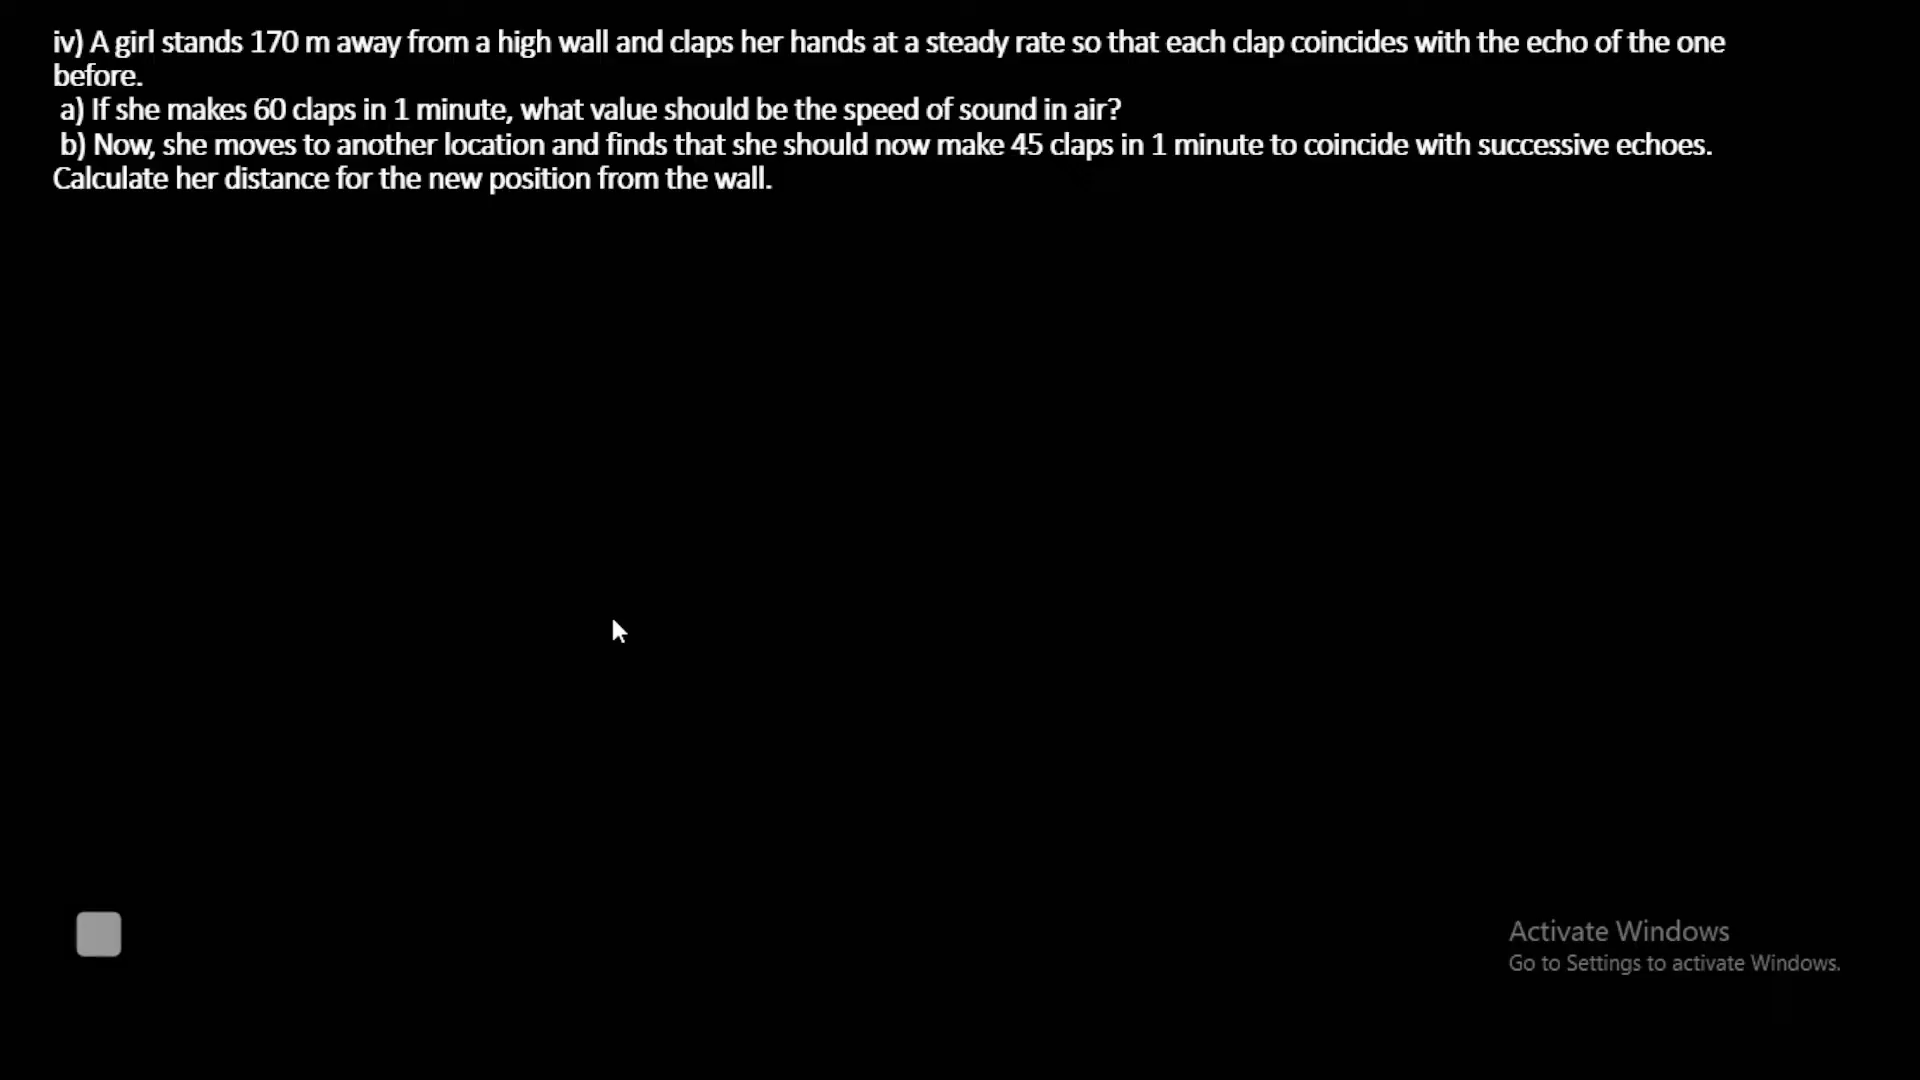 iv) A girl stands 170 m away from a high wall and claps her hands at a steady rate so that each clap coincides with the echo of the one
before.
a) If she makes 60 claps in 1 minute, what value should be the speed of sound in air?
b) Now, she moves to another location and finds that she should now make 45 claps in 1 minute to coincide with successive echoes.
Calculate her distance for the new position from the wall.
Activate Windows
Go to Settings to activate Windows.